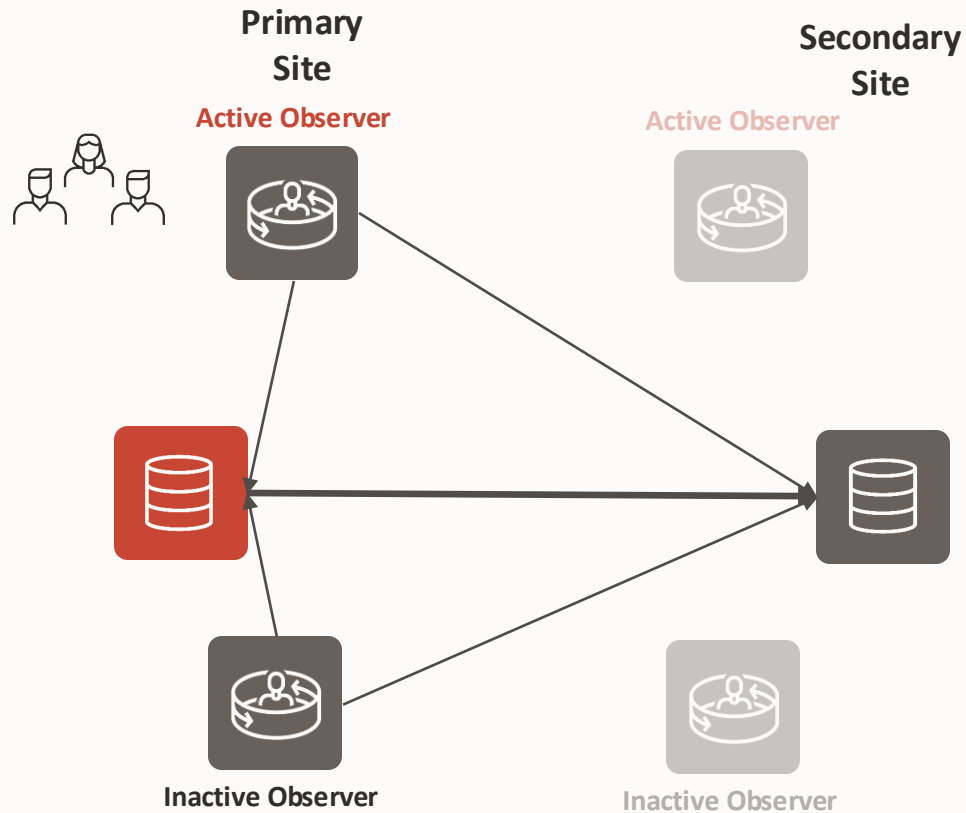 Primary
Site
Secondary
Site
Active Observer
Active Observer
Inactive Observer
Inactive Observer